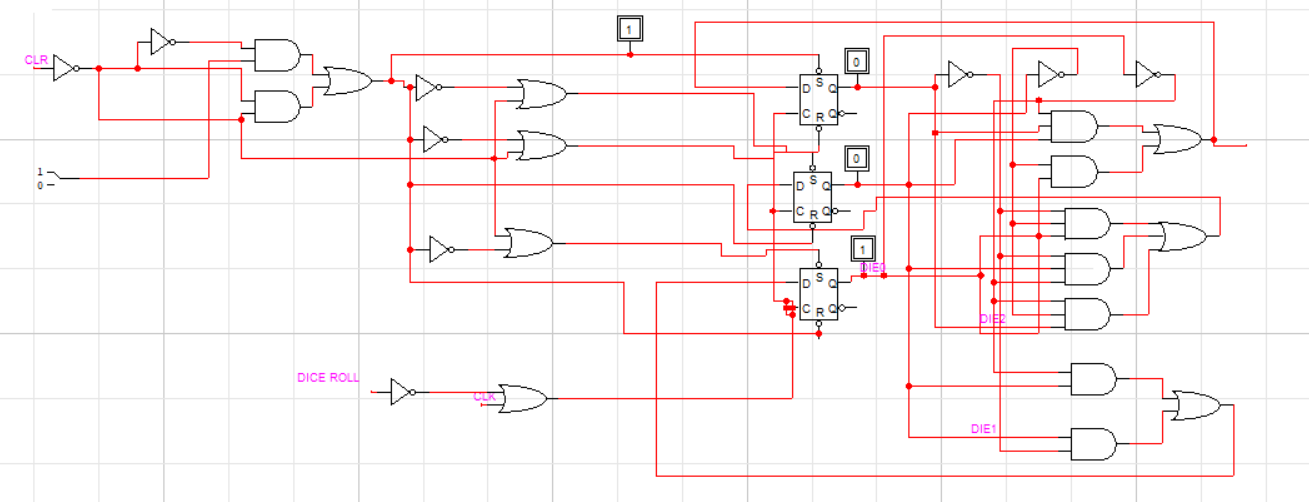 1
CLR
0
S
D Q
C R Q
1
0
0
S
D Q
C R Q
1
DIE0
S
D Q
C R Q
DIE2
DICE ROLL
CLK
DIE1